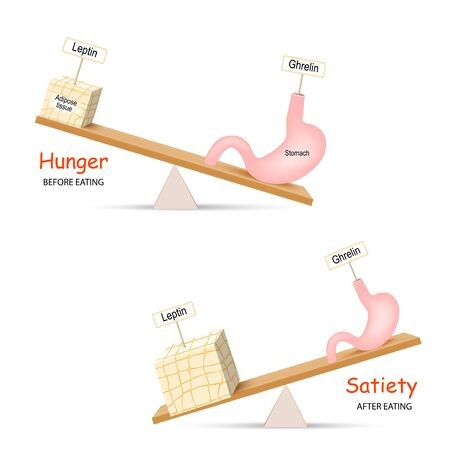 Leptin
Ghrelin
Adipose
tissue
Stomach
Hunger
BEFORE EATING
Ghrelin
Leptin
Satiety
AFTER EATING